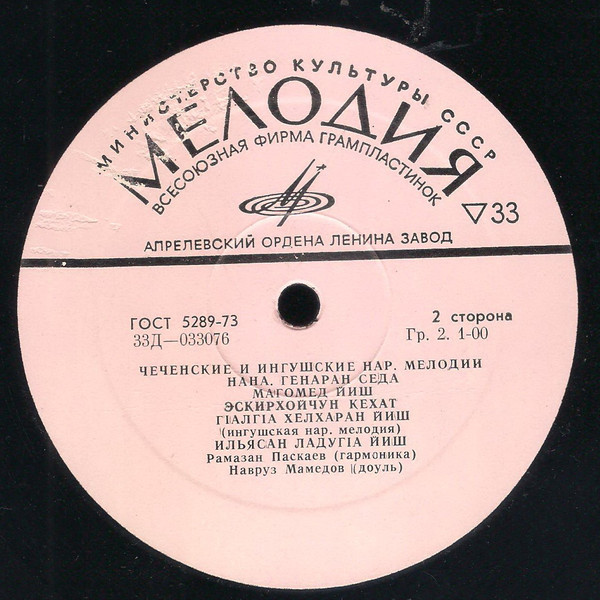 МИНИСТЕРСТВО КУЛЬТУРЫ СССР
МЕЛОДИЯ
ВСЕСОЮЗНАЯ ФИРМА ГРАМПЛАСТИНОК
▽33
АПРЕЛЕВСКИЙ ОРДЕНА ЛЕНИНА ЗАВОД
ГОСТ 5289-73
2 сторона
33Д—033076
Гр. 2. 1-00
ЧЕЧЕНСКИЕ И ИНГУШСКИЕ НАР. МЕЛОДИИ
НАНА. ГЕНАРАН СЕДА
МАГОМЕД ЙИШ
ЭСКИРХОЙЧУН КЕХАТ
ГІАЛГІА ХЕЛХАРАН ЙИШ
(ингушская нар. мелодия)
ИЛЬЯСАН ЛАДУГІА ЙИШ
Рамазан Паскаев (гармоника)
Навруз Мамедов (доуль)